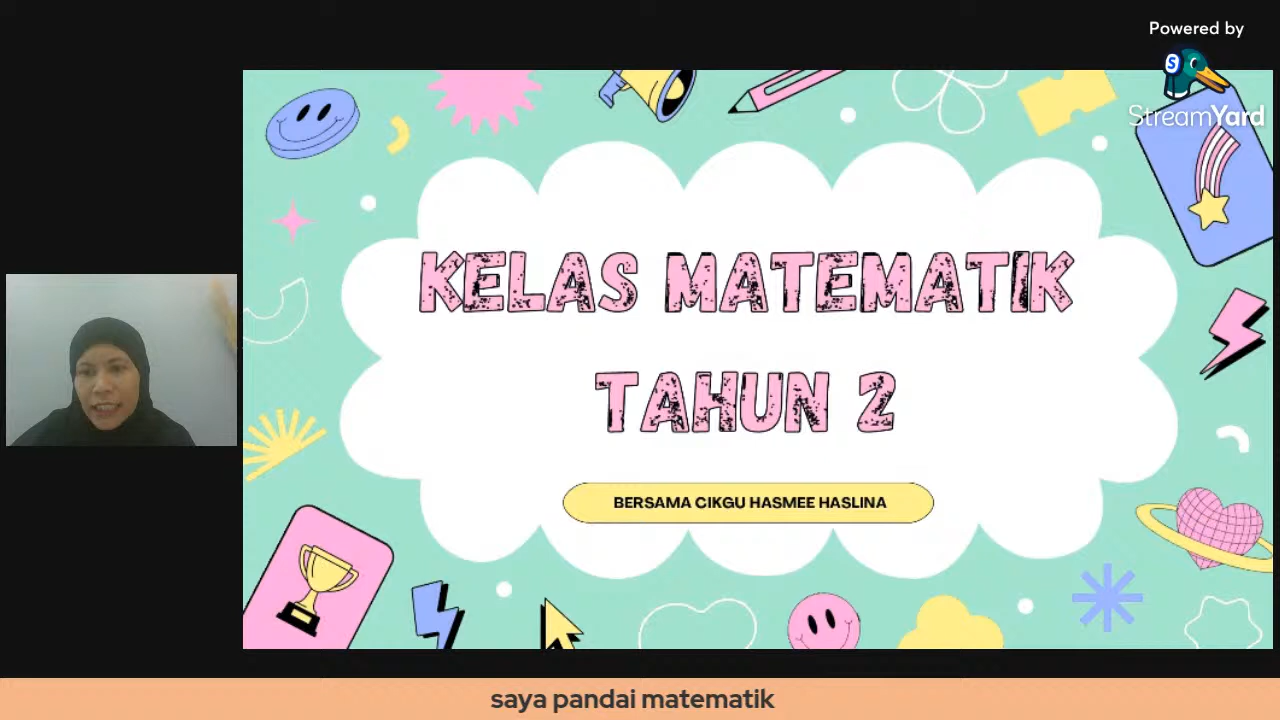 Powered by
StreamYard
KELAS MATEMATIK
TAHUN 2
BERSAMA CIKGU HASMEE HASLINA
saya pandai matematik